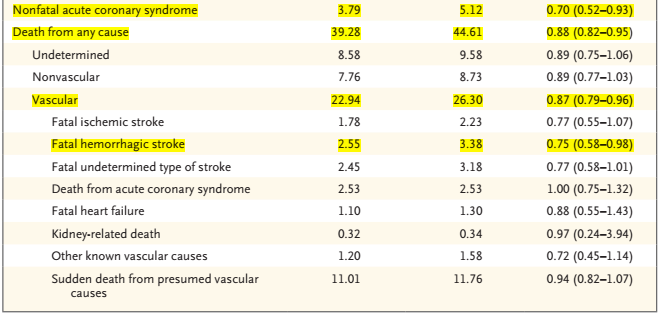 Nonfatal acute coronary syndrome 3.79 5.12 0.70 (0.52–0.93)
Death from any cause 39.28 44.61 0.88 (0.82–0.95)
Undetermined 8.58 9.58 0.89 (0.75–1.06)
Nonvascular 7.76 8.73 0.89 (0.77–1.03)
Vascular 22.94 26.30 0.87 (0.79–0.96)
Fatal ischemic stroke 1.78 2.23 0.77 (0.55–1.07)
Fatal hemorrhagic stroke 2.55 3.38 0.75 (0.58–0.98)
Fatal undetermined type of stroke 2.45 3.18 0.77 (0.58–1.01)
Death from acute coronary syndrome 2.53 2.53 1.00 (0.75–1.32)
Fatal heart failure 1.10 1.30 0.88 (0.55–1.43)
Kidney-related death 0.32 0.34 0.97 (0.24–3.94)
Other known vascular causes 1.20 1.58 0.72 (0.45–1.14)
Sudden death from presumed vascular 11.01 11.76 0.94 (0.82–1.07)
causes